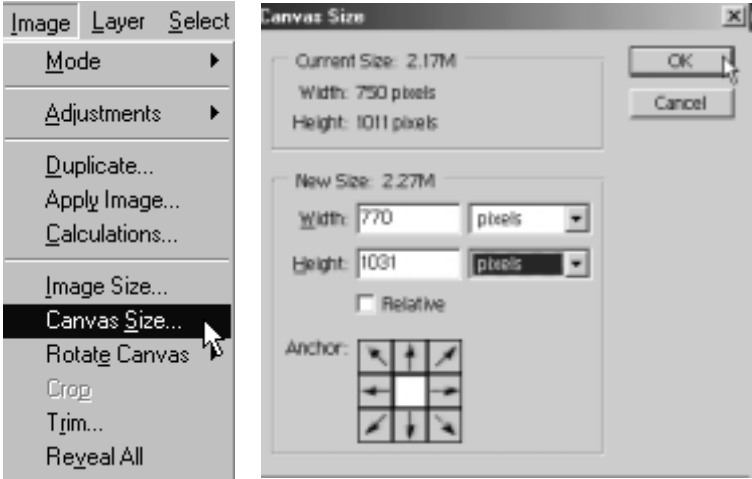 Image Layer Select
Mode
Adjustments
Duplicate...
Apply Image...
Calculations...
Image Size...
Canvas Size...
Rotate Canvas
Crop
Trim...
Reveal All
Canvas Size
Current Size: 2.17M
Width: 750 pixels
Height: 1011 pixels
OK
Cancel
New Size: 2.27M
Width: 770 pixels
Height: 1031 pixels
Relative
Anchor: